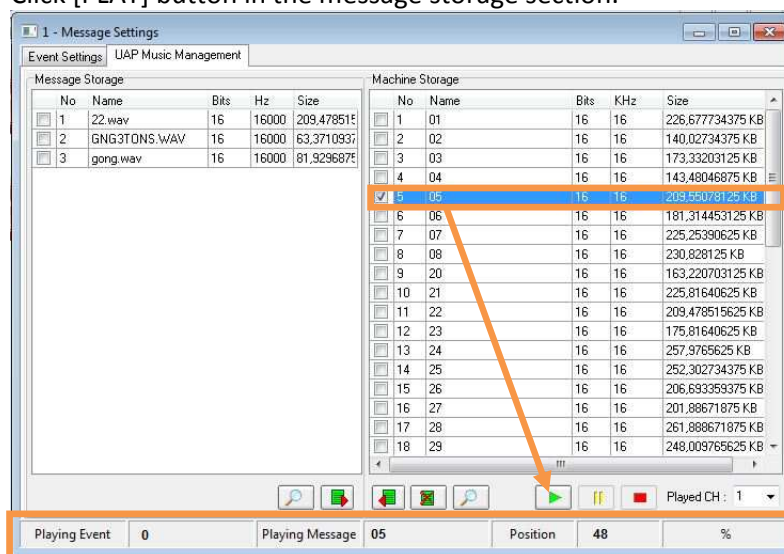 Click [PLAY] button in the message storage section.
1 - Message Settings
Event Settings UAP Music Management
Message Storage
No Name Bits Hz Size
1 22.wav 16 16000 209,478515
2 GNG3TONS.WAV 16 16000 63,3710937
3 gong.wav 16 16000 81,9296875
Machine Storage
No Name Bits KHz Size
1 01 16 16 226,677734375 KB
2 02 16 16 140,02734375 KB
3 03 16 16 173,33203125 KB
4 04 16 16 143,48046875 KB
5 05 16 16 209,55078125 KB
6 06 16 16 181,314453125 KB
7 07 16 16 225,25390625 KB
8 08 16 16 230,828125 KB
9 20 16 16 163,220703125 KB
10 21 16 16 225,81640625 KB
11 22 16 16 209,478515625 KB
12 23 16 16 175,81640625 KB
13 24 16 16 257,9765625 KB
14 25 16 16 252,302734375 KB
15 26 16 16 206,693359375 KB
16 27 16 16 201,88671875 KB
17 28 16 16 261,888671875 KB
18 29 16 16 248,009765625 KB
Played CH : 1
Playing Event 0 Playing Message 05 Position 48 %